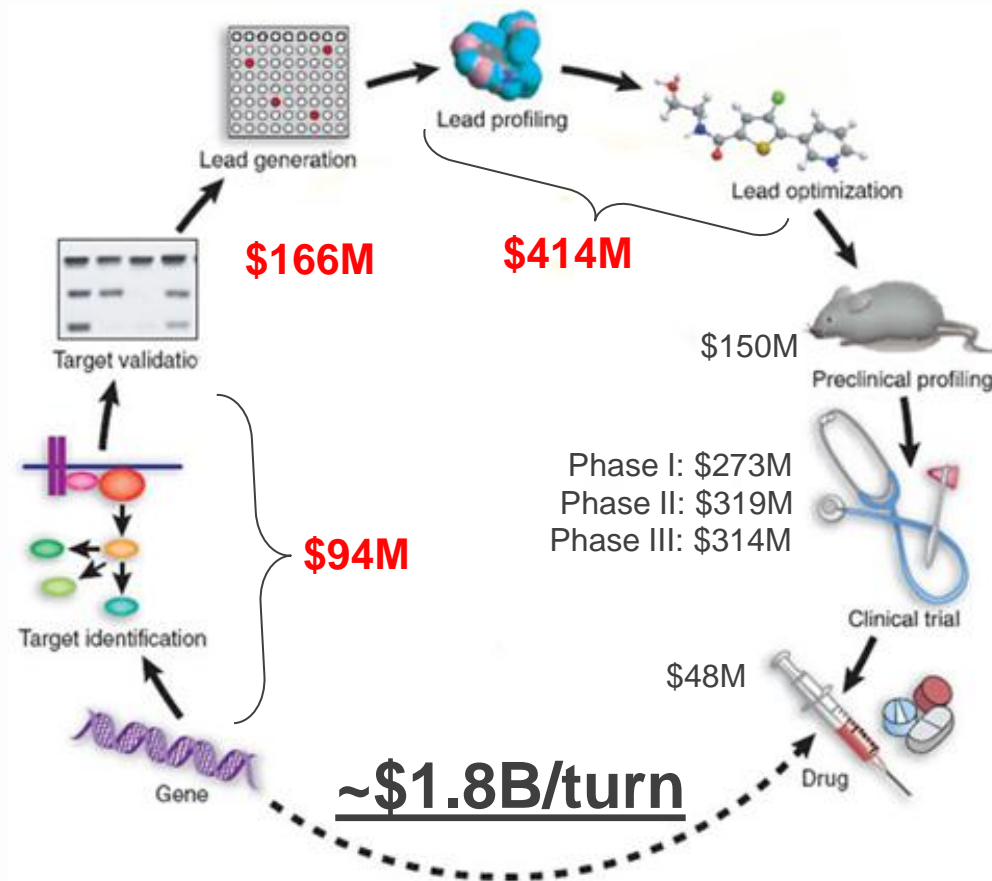 Lead profiling
Lead generation
Lead optimization
$166M
$414M
Target validatio
$150M
Preclinical profiling
Phase I: $273M
Phase II: $319M
Phase III: $314M
$94M
Target identification
Clinical trial
$48M
Gene
~$1.8B/turn
Drug